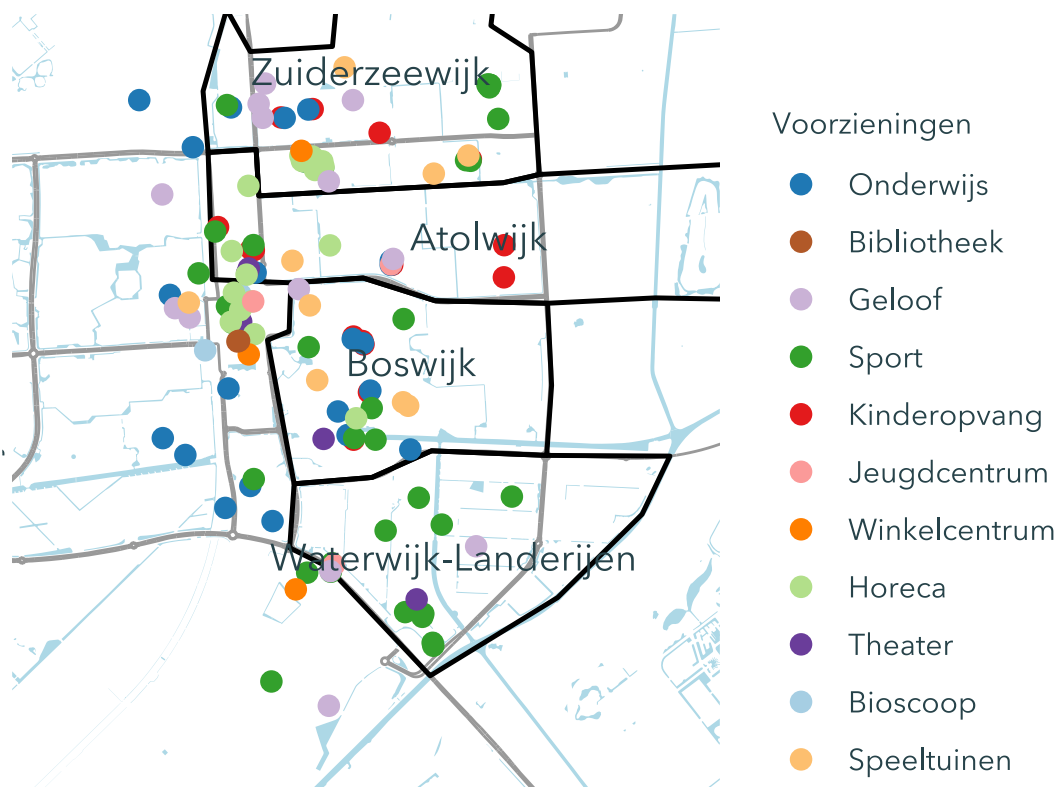 Zuiderzeewijk
Atolwijk
Boswijk
Waterwijk-Landerijen
Voorzieningen
Onderwijs
Bibliotheek
Geloof
Sport
Kinderopvang
Jeugdcentrum
Winkelcentrum
Horeca
Theater
Bioscoop
Speeltuinen